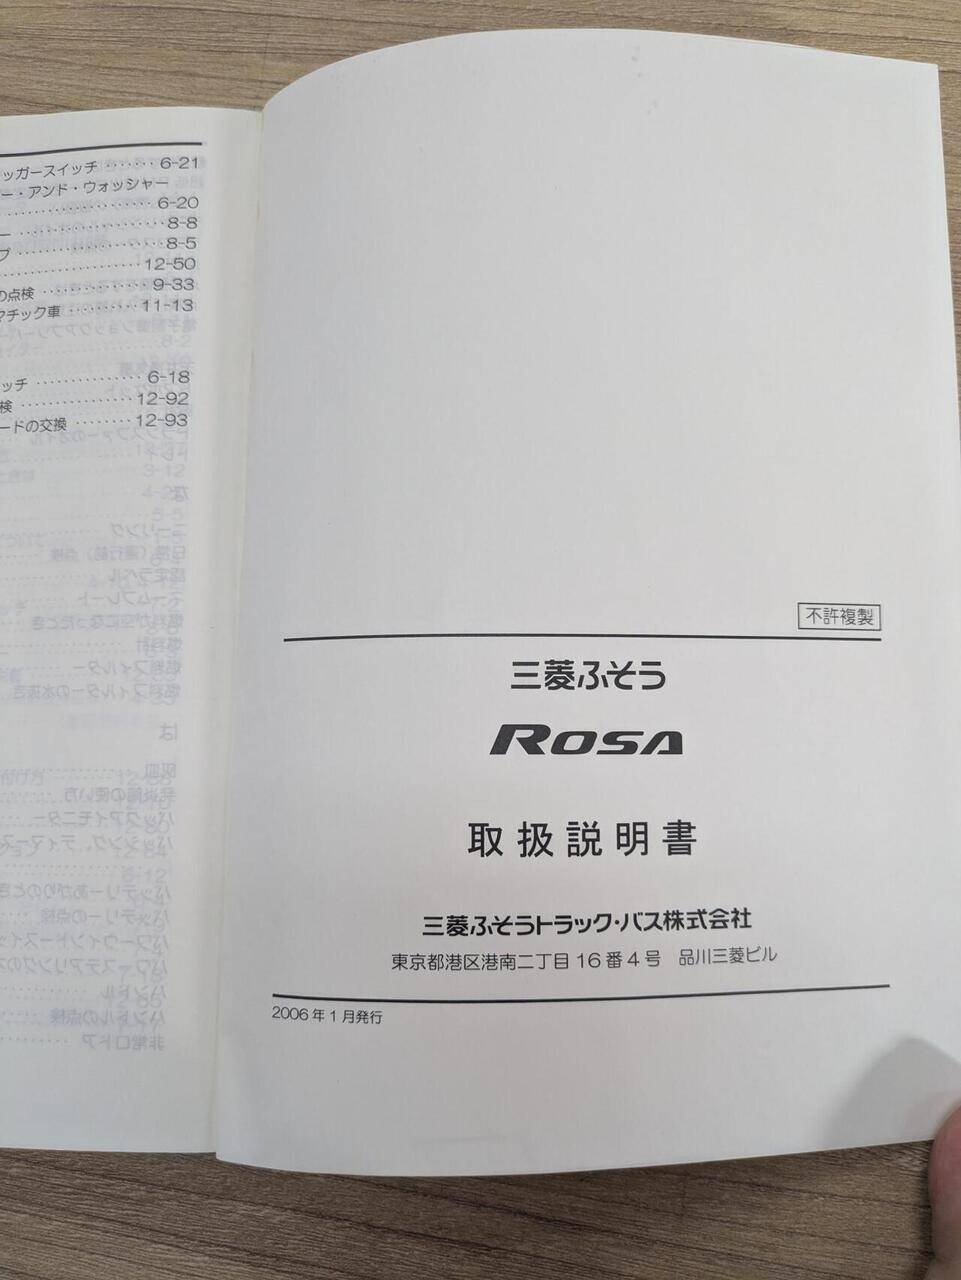 ッガースイッチ ······· 6-21
ー・アンド・ウォッシャー
···················· 6-20
ー ···················· 8-8
プ ···················· 8-5
···················· 12-50
の点検 ············ 9-33
マチック車 ·········· 11-13
ッチ ··············· 6-18
検 ················· 12-92
ードの交換 ········ 12-93
不許複製
三菱ふそう
ROSA
取扱説明書
三菱ふそうトラック・バス株式会社
東京都港区港南二丁目16番4号 品川三菱ビル
2006年1月発行